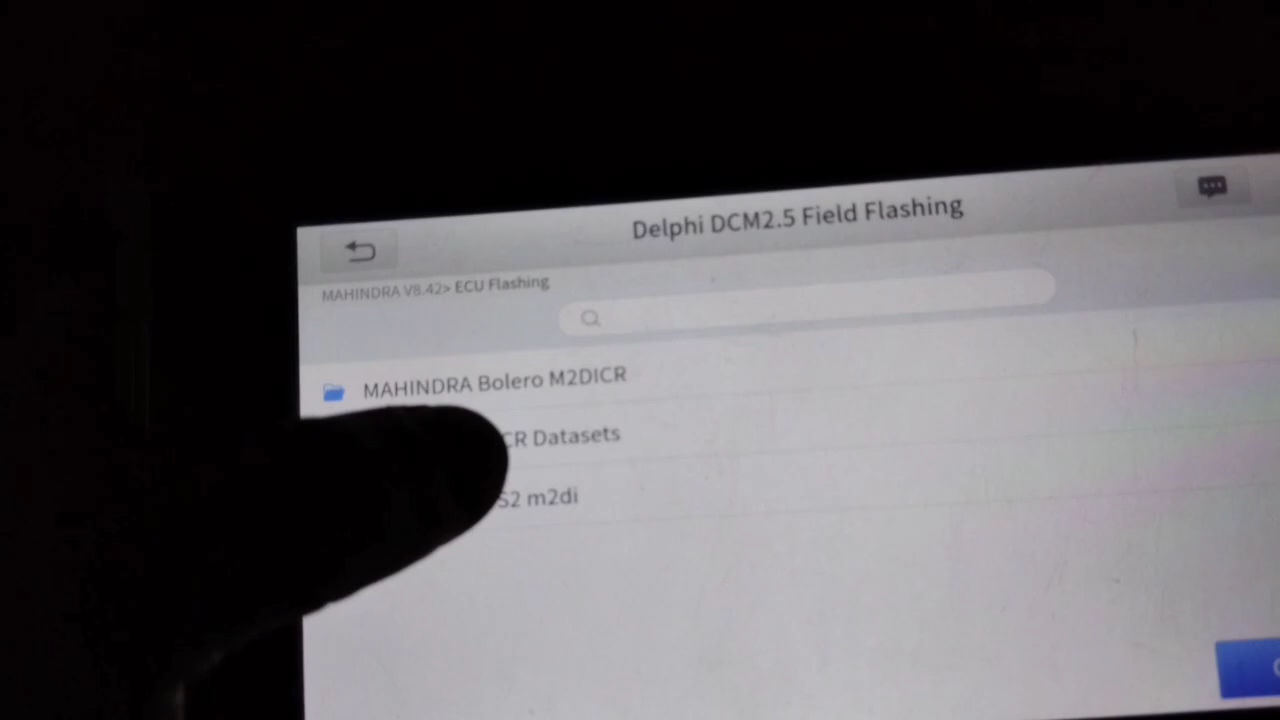 Delphi DCM2.5 Field Flashing
MAHINDRA V8.42> ECU Flashing
MAHINDRA Bolero M2DICR
CR Datasets
S2 m2di